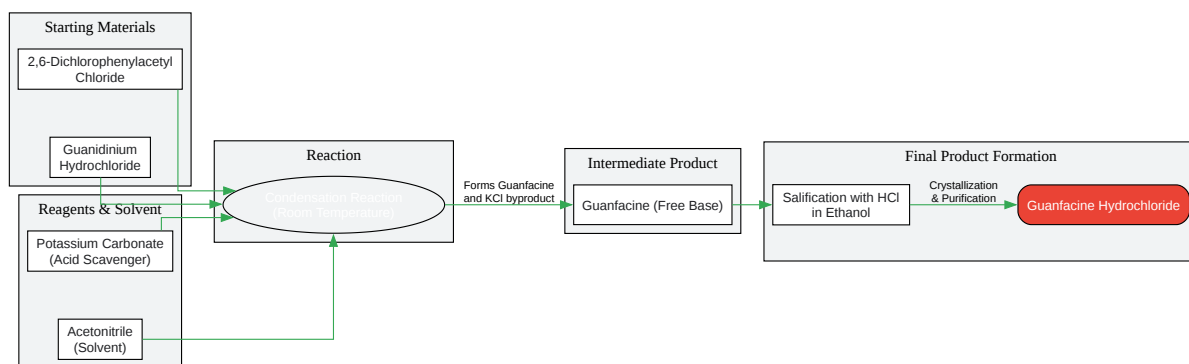 Starting Materials
2,6-Dichlorophenylacetyl
Chloride
Guanidinium
Hydrochloride
Reagents & Solvent
Potassium Carbonate
(Acid Scavenger)
Acetonitrile
(Solvent)
Reaction
Condensation Reaction
(Room Temperature)
Forms Guanfacine
and KCl byproduct
Intermediate Product
Guanfacine (Free Base)
Final Product Formation
Salification with HCl
in Ethanol
Crystallization
& Purification
Guanfacine Hydrochloride